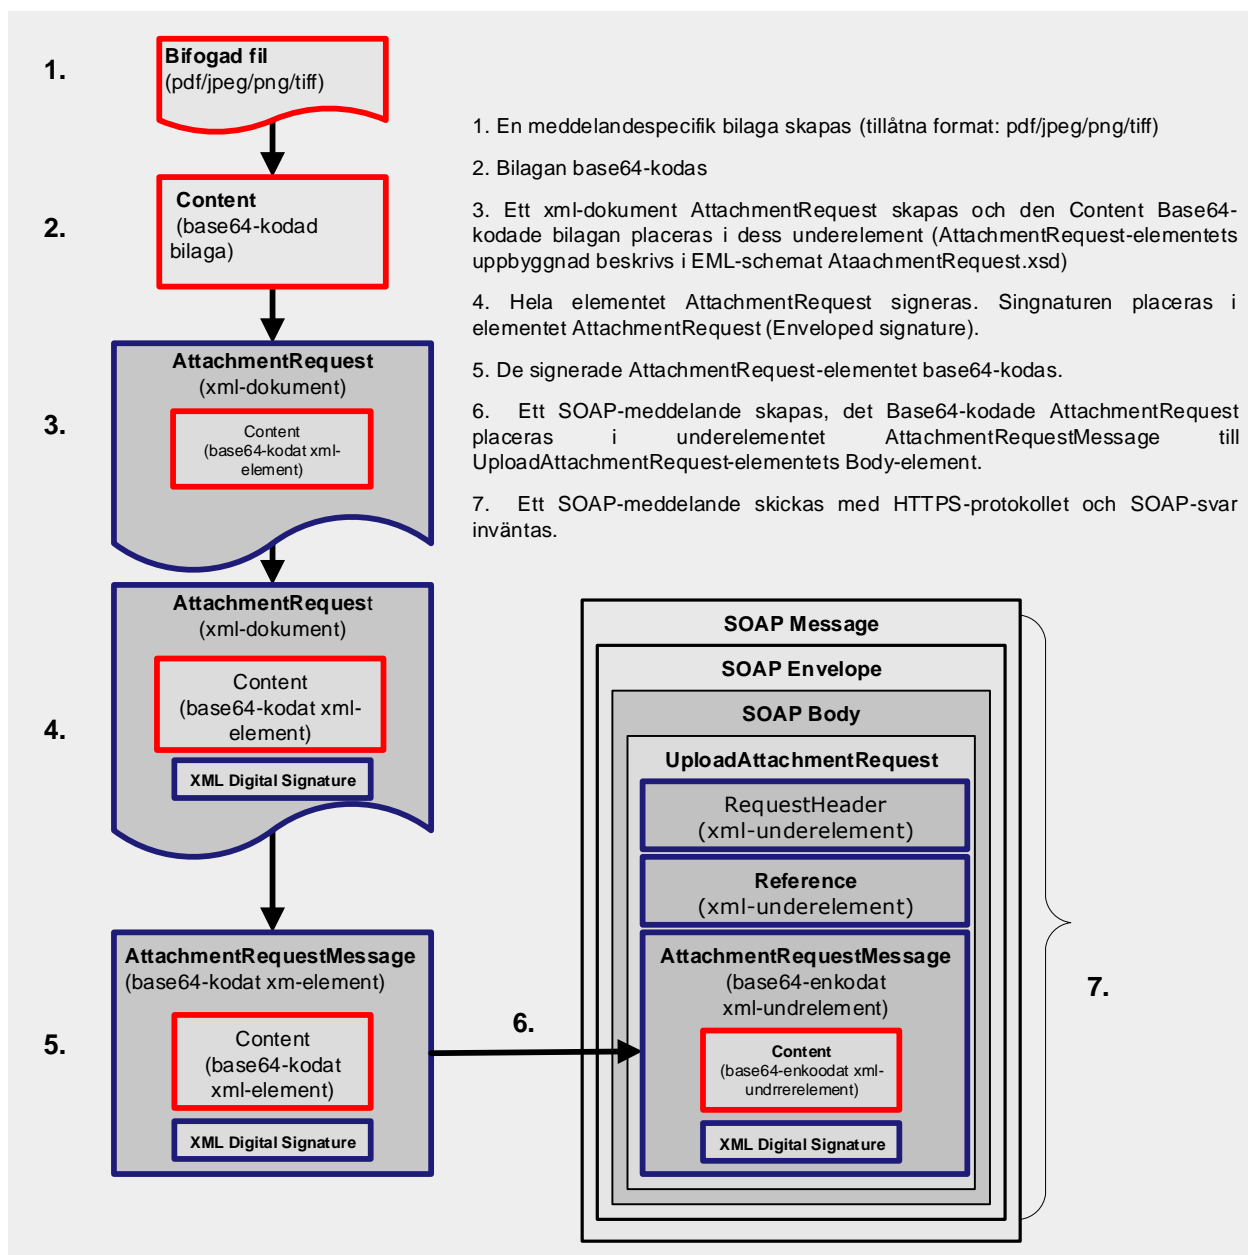 1.
Bifogad fil
(pdf/jpeg/png/tiff)
2.
Content
(base64-kodad
bilaga)
3.
AttachmentRequest
(xml-dokument)
Content
(base64-kodat xml-
element)
4.
AttachmentRequest
(xml-dokument)
Content
(base64-kodat xml-
element)
XML Digital Signature
5.
AttachmentRequestMessage
(base64-kodat xm-element)
Content
(base64-kodat
xml-element)
XML Digital Signature
1. En meddelandespecifik bilaga skapas (tillåtna format: pdf/jpeg/png/tiff)
2. Bilagan base64-kodas
3. Ett xml-dokument AttachmentRequest skapas och den Content Base64-
kodade bilagan placeras i dess underelement (AttachmentRequest-elementets
uppbyggnad beskrivs i EML-schemat AtaachmentRequest.xsd)
4. Hela elementet AttachmentRequest signeras. Singnaturen placeras i
elementet AttachmentRequest (Enveloped signature).
5. De signerade AttachmentRequest-elementet base64-kodas.
6. Ett SOAP-meddelande skapas, det Base64-kodade AttachmentRequest
placeras i underelementet AttachmentRequestMessage till
UploadAttachmentRequest-elementets Body-element.
7. Ett SOAP-meddelande skickas med HTTPS-protokollet och SOAP-svar
inväntas.
6.
SOAP Message
SOAP Envelope
SOAP Body
UploadAttachmentRequest
RequestHeader
(xml-underelement)
Reference
(xml-underelement)
AttachmentRequestMessage
(base64-enkodat
xml-undrelement)
Content
(base64-enkoodat xml-
undrrerelement)
XML Digital Signature
7.